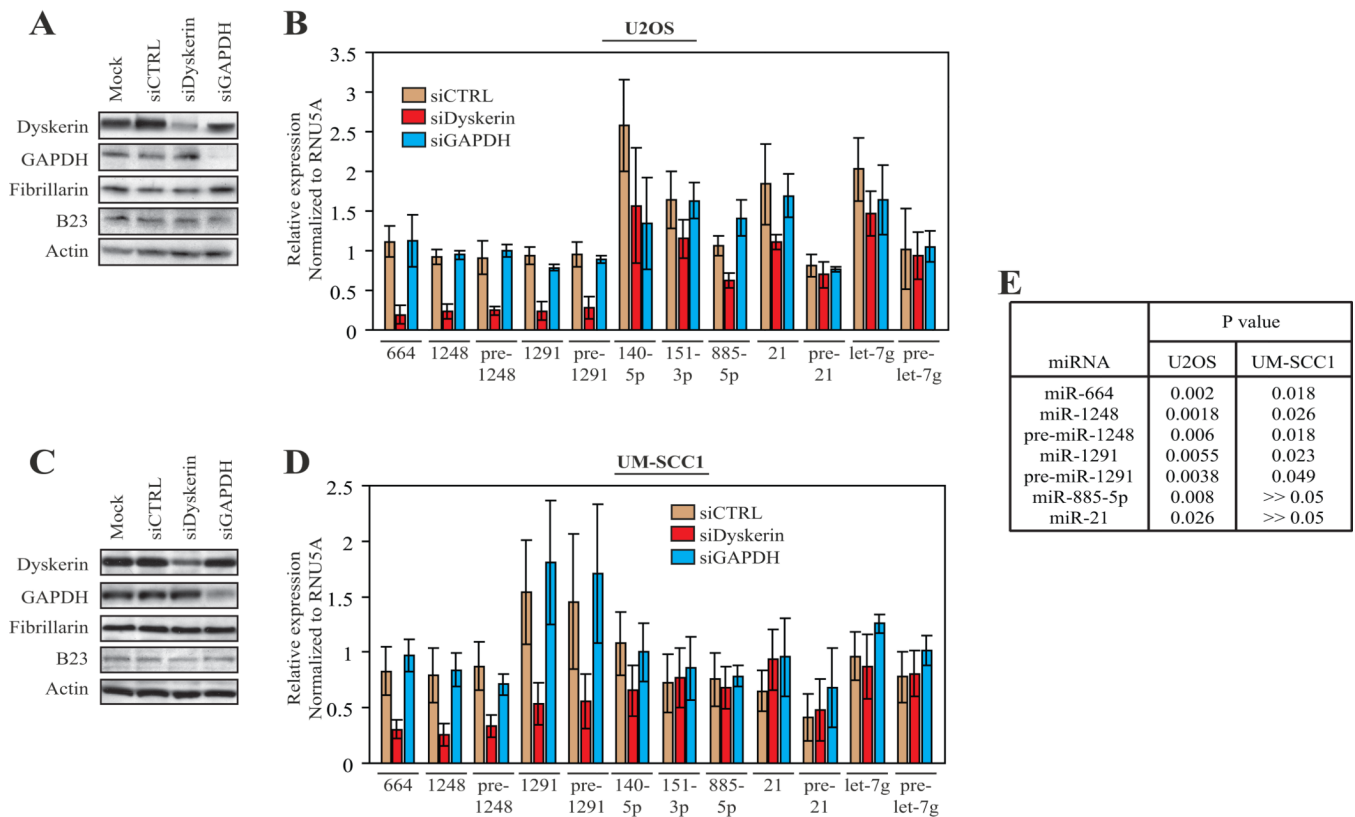 A
Mock
siCTRL
siDyskerin
siGAPDH
Dyskerin
GAPDH
Fibrillarin
B23
Actin
B
U2OS
Relative expression
Normalized to RNU5A
3.5
3
2.5
2
1.5
1
0.5
0
siCTRL
siDyskerin
siGAPDH
664 1248 pre- 1291 pre- 140- 151- 885- 21 pre- let-7g pre-
1248 1291 5p 3p 5p 21 let-7g
C
Mock
siCTRL
siDyskerin
siGAPDH
Dyskerin
GAPDH
Fibrillarin
B23
Actin
D
UM-SCC1
Relative expression
Normalized to RNU5A
2.5
2
1.5
1
0.5
0
siCTRL
siDyskerin
siGAPDH
664 1248 pre- 1291 pre- 140- 151- 885- 21 pre- let-7g pre-
1248 1291 5p 3p 5p 21 let-7g
E
P value
miRNA U2OS UM-SCC1
miR-664 0.002 0.018
miR-1248 0.0018 0.026
pre-miR-1248 0.006 0.018
miR-1291 0.0055 0.023
pre-miR-1291 0.0038 0.049
miR-885-5p 0.008 >> 0.05
miR-21 0.026 >> 0.05